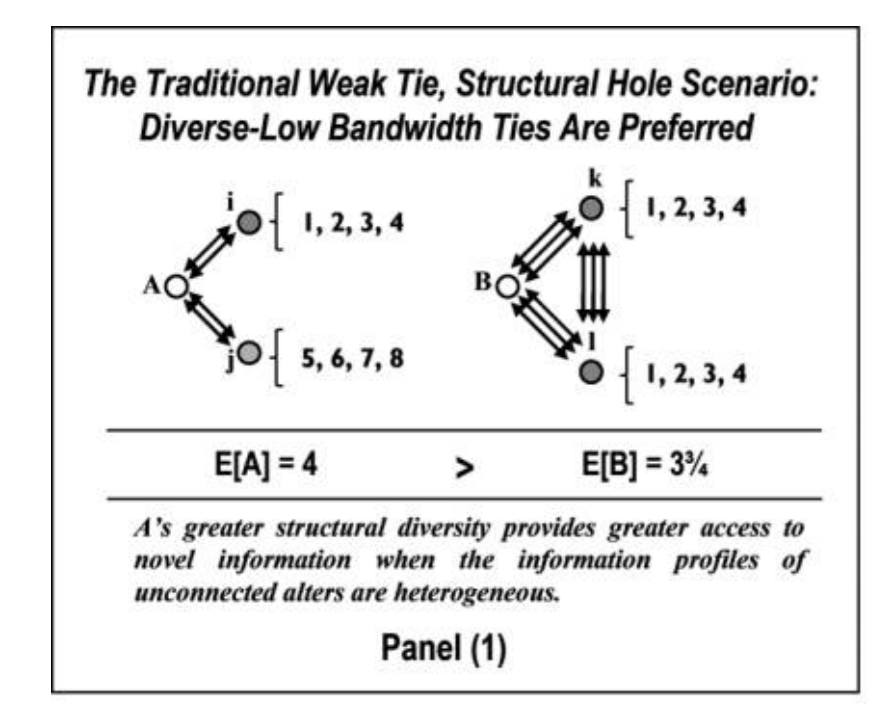 The Traditional Weak Tie, Structural Hole Scenario:
Diverse-Low Bandwidth Ties Are Preferred
i
1, 2, 3, 4
A
j
5, 6, 7, 8
k
1, 2, 3, 4
B
l
1, 2, 3, 4
E[A] = 4 > E[B] = 3¾
A's greater structural diversity provides greater access to
novel information when the information profiles of
unconnected alters are heterogeneous.
Panel (1)